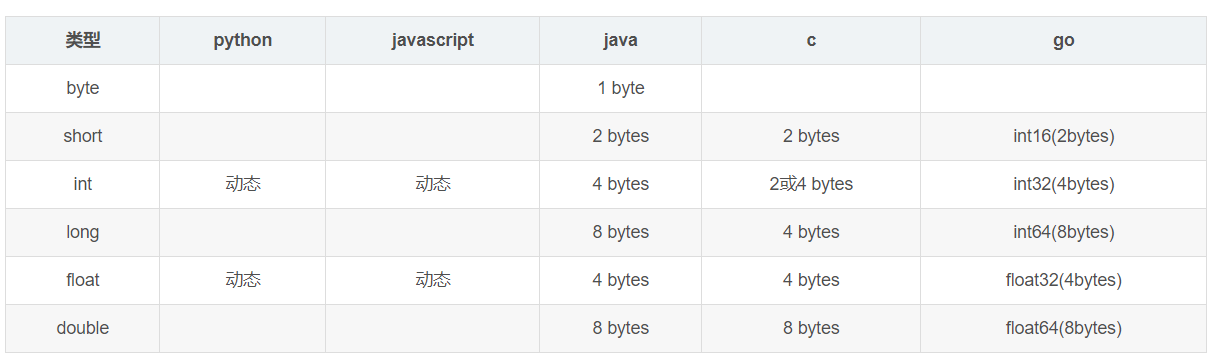 类型 python javascript java c go
byte 1 byte
short 2 bytes 2 bytes int16(2bytes)
int 动态 动态 4 bytes 2或4 bytes int32(4bytes)
long 8 bytes 4 bytes int64(8bytes)
float 动态 动态 4 bytes 4 bytes float32(4bytes)
double 8 bytes 8 bytes float64(8bytes)